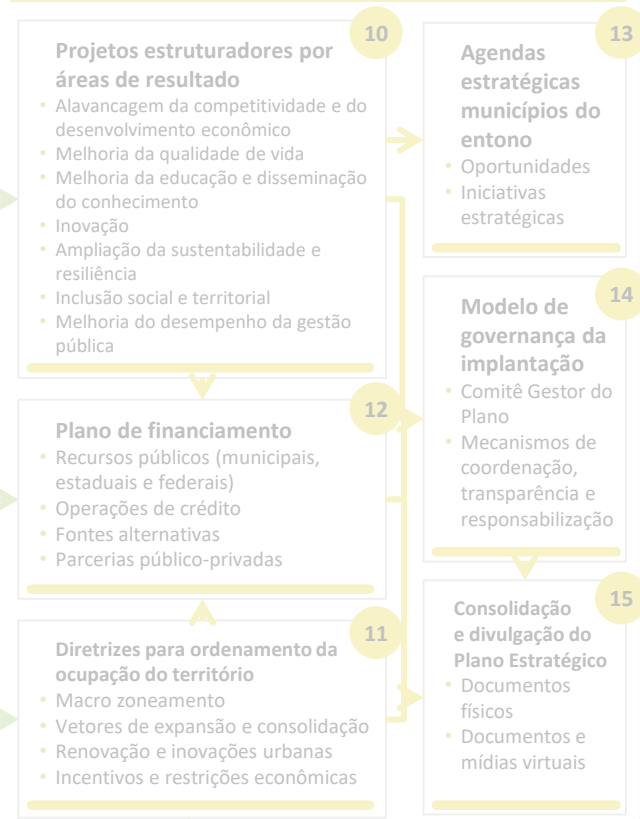 10
Projetos estruturadores por
áreas de resultado
• Alavancagem da competitividade e do
desenvolvimento econômico
• Melhoria da qualidade de vida
• Melhoria da educação e disseminação
do conhecimento
• Inovação
• Ampliação da sustentabilidade e
resiliência
• Inclusão social e territorial
• Melhoria do desempenho da gestão
pública
12
Plano de financiamento
• Recursos públicos (municipais,
estaduais e federais)
• Operações de crédito
• Fontes alternativas
• Parcerias público-privadas
11
Diretrizes para ordenamento da
ocupação do território
• Macro zoneamento
• Vetores de expansão e consolidação
• Renovação e inovações urbanas
• Incentivos e restrições econômicas
13
Agendas
estratégicas
municípios do
entono
• Oportunidades
• Iniciativas
estratégicas
14
Modelo de
governança da
implantação
• Comitê Gestor do
Plano
• Mecanismos de
coordenação,
transparência e
responsabilização
15
Consolidação
e divulgação do
Plano Estratégico
• Documentos
físicos
• Documentos e
mídias virtuais